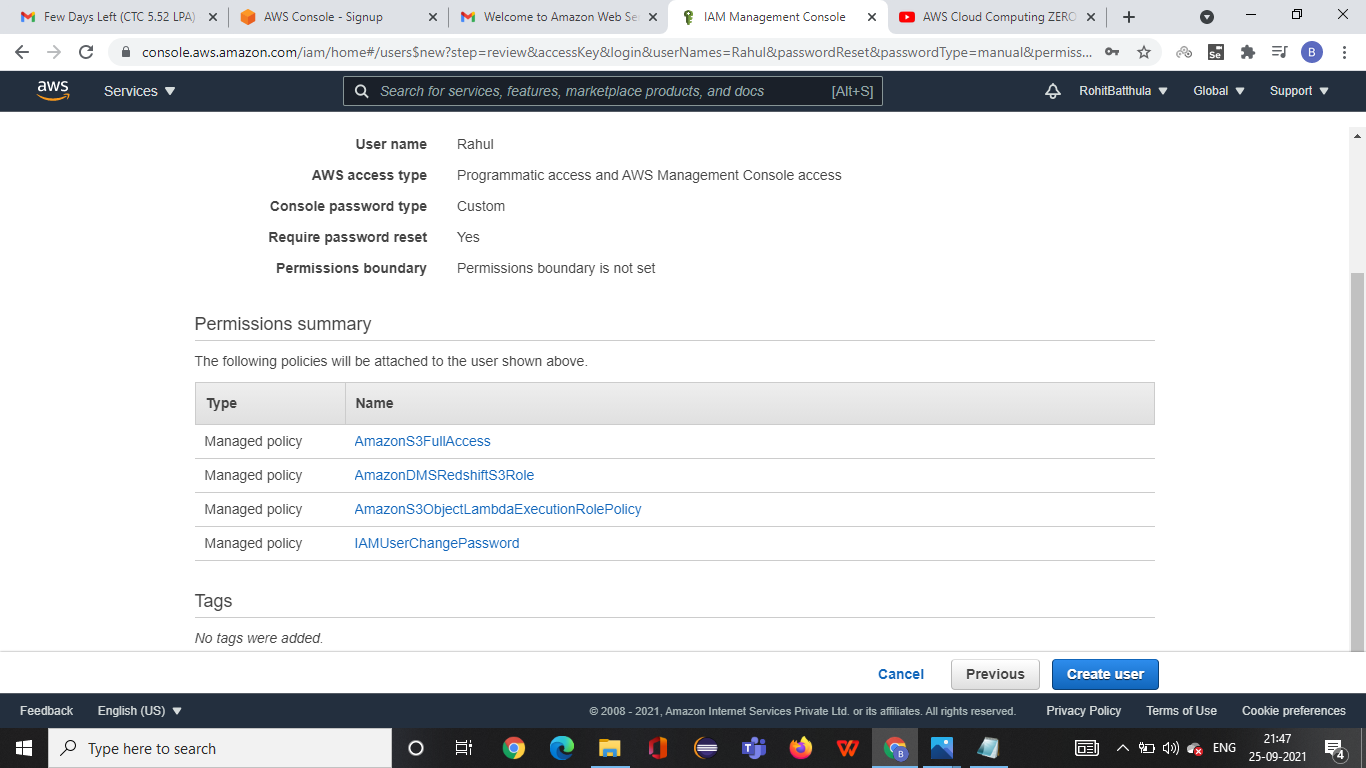 Few Days Left (CTC 5.52 LPA)
AWS Console - Signup
Welcome to Amazon Web Se
IAM Management Console
AWS Cloud Computing ZERO
console.aws.amazon.com/iam/home#/users$new?step=review&accessKey&login&userNames=Rahul&passwordReset&passwordType=manual&permiss...
Se
B
aws
Services
Search for services, features, marketplace products, and docs
[Alt+S]
RohitBatthula
Global
Support
User name Rahul
AWS access type Programmatic access and AWS Management Console access
Console password type Custom
Require password reset Yes
Permissions boundary Permissions boundary is not set
Permissions summary
The following policies will be attached to the user shown above.
Type Name
Managed policy AmazonS3FullAccess
Managed policy AmazonDMSRedshiftS3Role
Managed policy AmazonS3ObjectLambdaExecutionRolePolicy
Managed policy IAMUserChangePassword
Tags
No tags were added.
Cancel Previous Create user
Feedback English (US) © 2008 - 2021, Amazon Internet Services Private Ltd. or its affiliates. All rights reserved. Privacy Policy Terms of Use Cookie preferences
Type here to search
B
ENG
21:47
25-09-2021
4